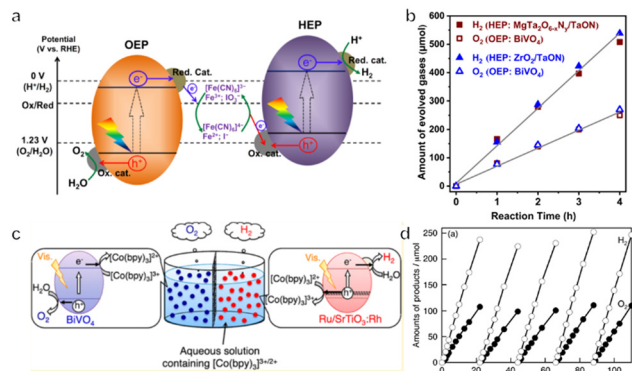 a
OEP
HEP
Potential
(V vs. RHE)
0 V
(H⁺/H₂)
Ox/Red
1.23 V
(O₂/H₂O)
e⁻
Red. Cat.
e⁻
[Fe(CN)₆]³⁻
Fe³⁺; IO₃⁻
[Fe(CN)₆]⁴⁻
Fe²⁺; I⁻
O₂
H₂O
Ox. cat.
h⁺
e⁻
Red. cat.
H⁺
H₂
Ox. cat.
h⁺
b
Amount of evolved gases (μmol)
600
500
400
300
200
100
0
H₂ (HEP: MgTa₂O₆₋ₓNᵧ/TaON)
O₂ (OEP: BiVO₄)
H₂ (HEP: ZrO₂/TaON)
O₂ (OEP: BiVO₄)
0 1 2 3 4
Reaction Time (h)
c
O₂
H₂
Vis.
e⁻
[Co(bpy)₃]²⁺
[Co(bpy)₃]³⁺
H₂O
O₂
h⁺
BiVO₄
Vis.
e⁻
H₂
H₂O
[Co(bpy)₃]²⁺
[Co(bpy)₃]³⁺
h⁺
Ru/SrTiO₃:Rh
Aqueous solution
containing [Co(bpy)₃]³⁺/²⁺
d
(a)
Amounts of products / μmol
250
200
150
100
50
0
H₂
O₂
0 20 40 60 80 100